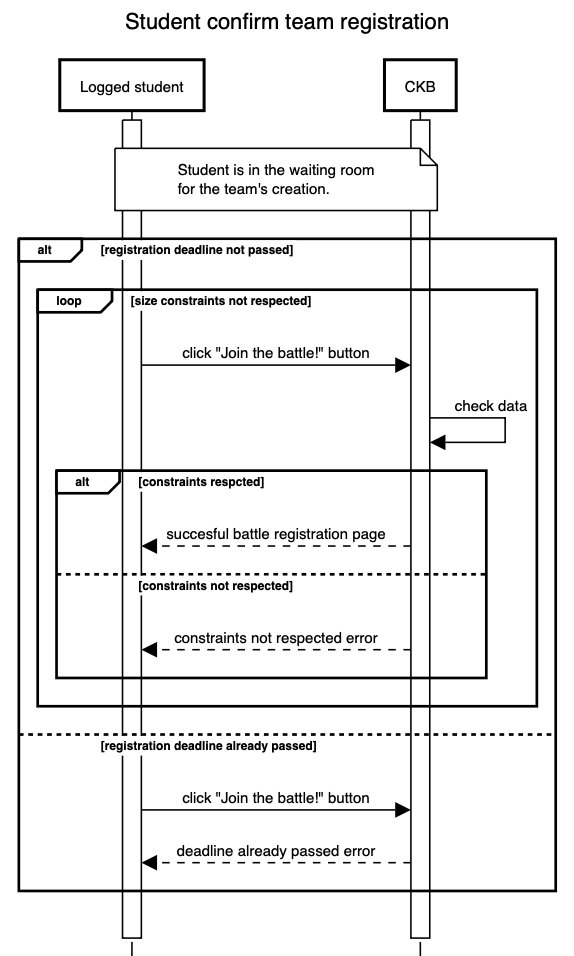 Student confirm team registration
Logged student
CKB
Student is in the waiting room
for the team's creation.
alt
[registration deadline not passed]
loop
[size constraints not respected]
click "Join the battle!" button
check data
alt
[constraints respcted]
succesful battle registration page
[constraints not respected]
constraints not respected error
[registration deadline already passed]
click "Join the battle!" button
deadline already passed error